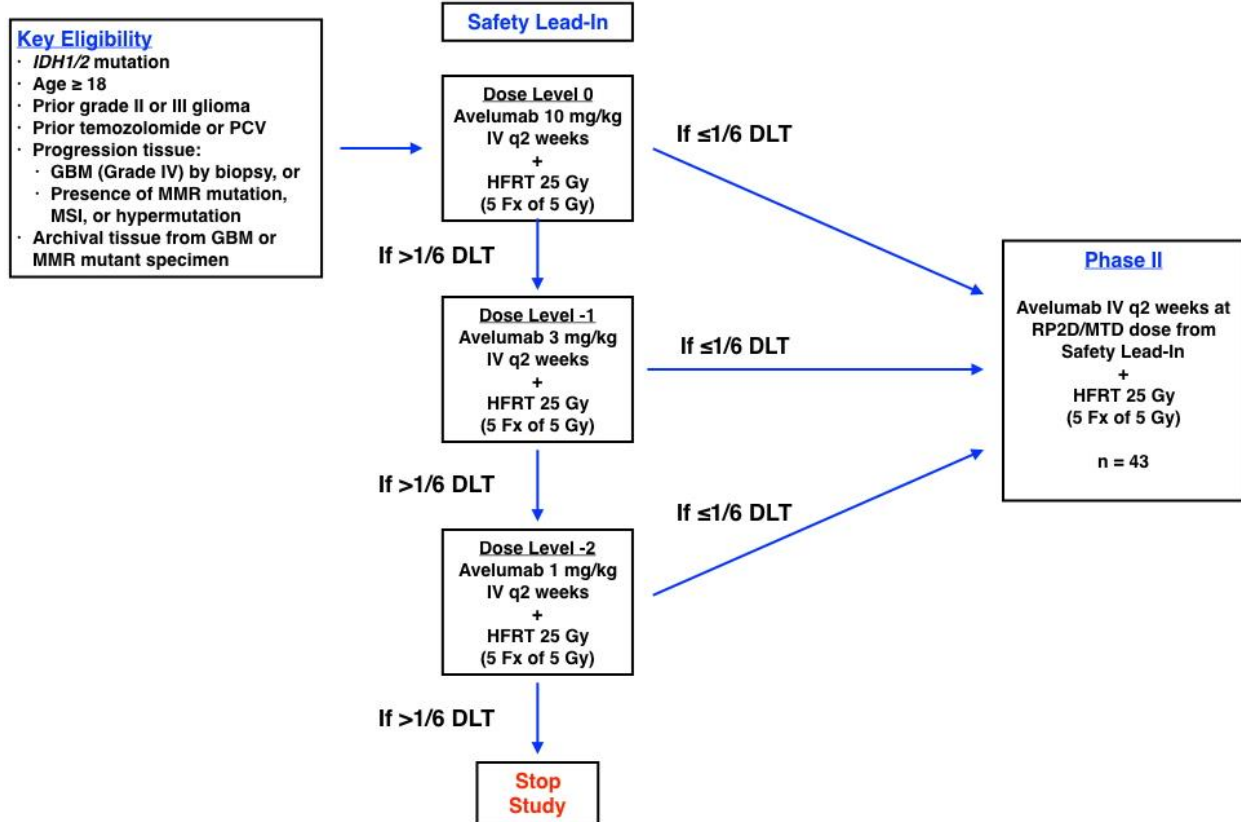 Key Eligibility
· IDH1/2 mutation
· Age ≥ 18
· Prior grade II or III glioma
· Prior temozolomide or PCV
· Progression tissue:
· GBM (Grade IV) by biopsy, or
· Presence of MMR mutation,
MSI, or hypermutation
· Archival tissue from GBM or
MMR mutant specimen
Safety Lead-In
Dose Level 0
Avelumab 10 mg/kg
IV q2 weeks
+
HFRT 25 Gy
(5 Fx of 5 Gy)
If ≤1/6 DLT
If >1/6 DLT
Dose Level -1
Avelumab 3 mg/kg
IV q2 weeks
+
HFRT 25 Gy
(5 Fx of 5 Gy)
If ≤1/6 DLT
If >1/6 DLT
Dose Level -2
Avelumab 1 mg/kg
IV q2 weeks
+
HFRT 25 Gy
(5 Fx of 5 Gy)
If ≤1/6 DLT
If >1/6 DLT
Stop
Study
Phase II
Avelumab IV q2 weeks at
RP2D/MTD dose from
Safety Lead-In
+
HFRT 25 Gy
(5 Fx of 5 Gy)
n = 43